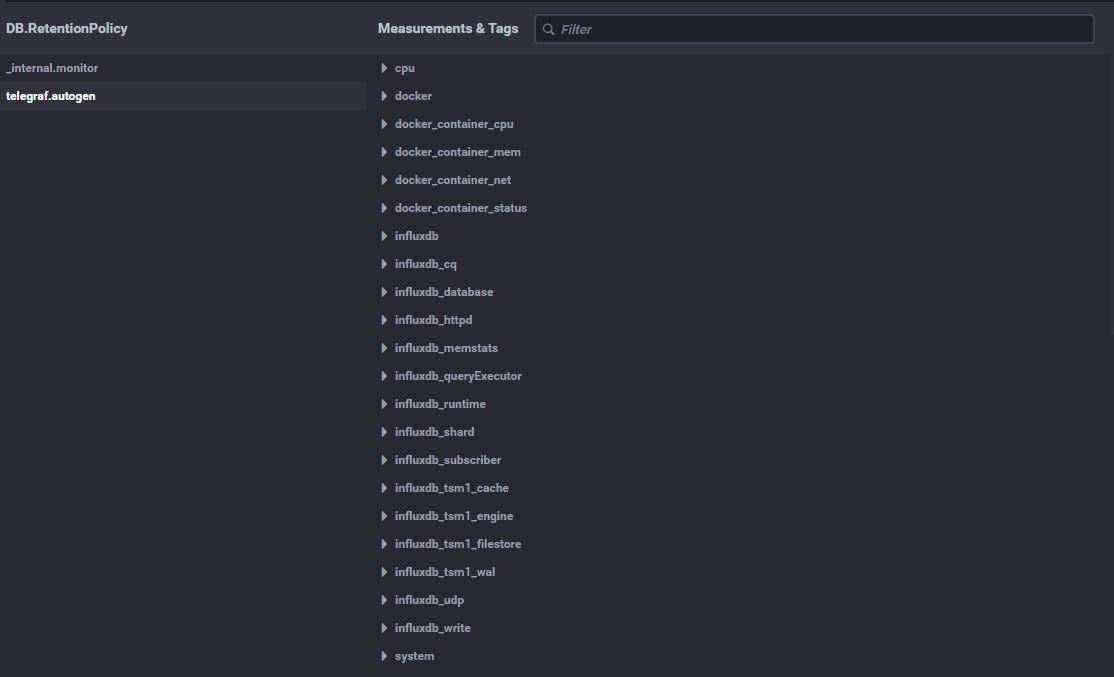 DB.RetentionPolicy
Measurements & Tags
Filter
_internal.monitor
telegraf.autogen
cpu
docker
docker_container_cpu
docker_container_mem
docker_container_net
docker_container_status
influxdb
influxdb_cq
influxdb_database
influxdb_httpd
influxdb_memstats
influxdb_queryExecutor
influxdb_runtime
influxdb_shard
influxdb_subscriber
influxdb_tsm1_cache
influxdb_tsm1_engine
influxdb_tsm1_filestore
influxdb_tsm1_wal
influxdb_udp
influxdb_write
system